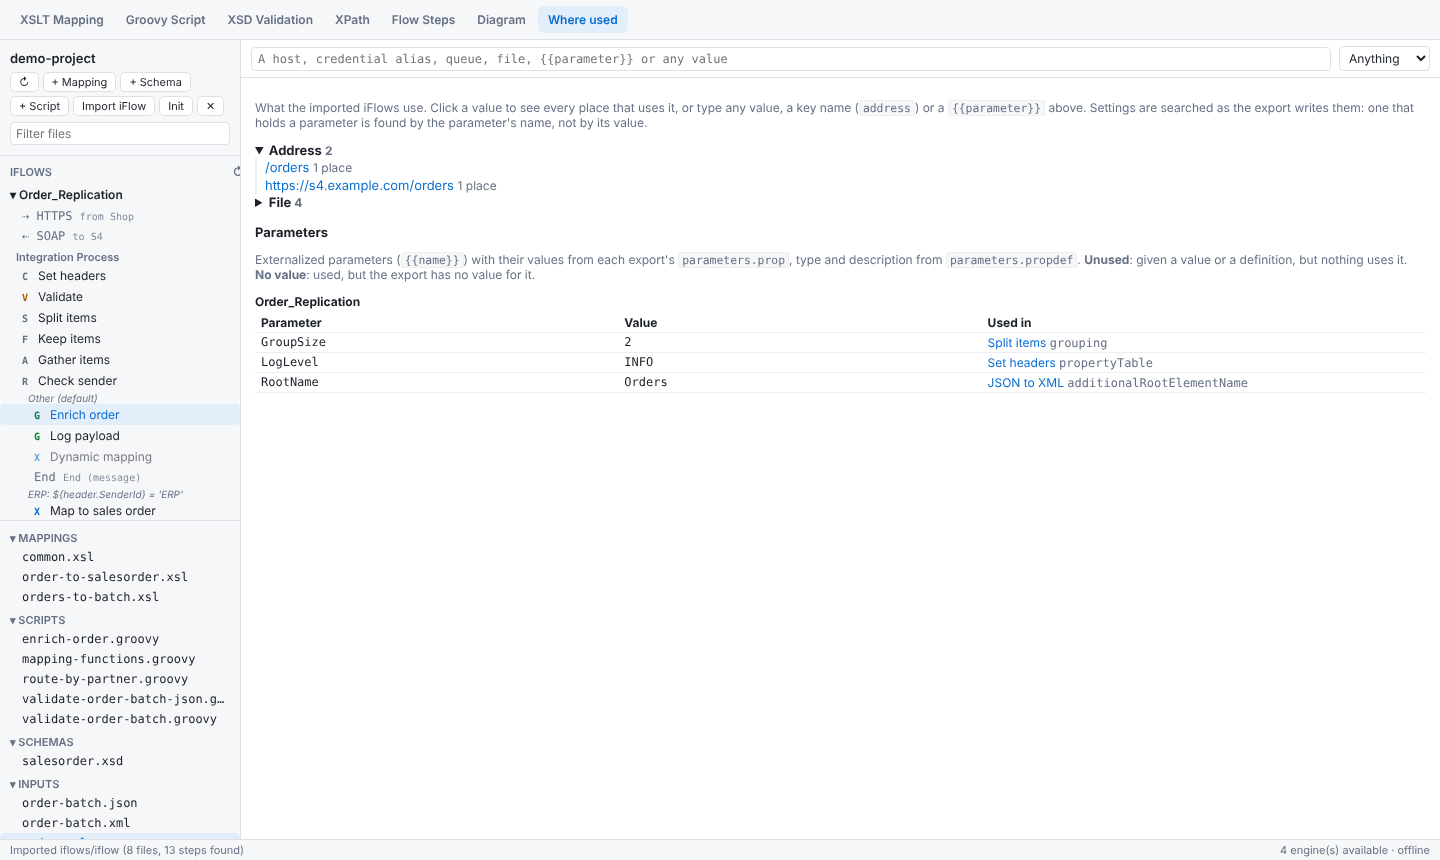 XSLT Mapping Groovy Script XSD Validation XPath Flow Steps Diagram Where used
demo-project
↻ + Mapping + Schema
+ Script Import iFlow Init ✕
Filter files
IFLOWS
▾ Order_Replication
→ HTTPS from Shop
← SOAP to S4
Integration Process
C Set headers
V Validate
S Split items
F Keep items
A Gather items
R Check sender
Other (default)
G Enrich order
G Log payload
X Dynamic mapping
End End (message)
ERP: ${header.SenderId} = 'ERP'
X Map to sales order
▾ MAPPINGS
common.xsl
order-to-salesorder.xsl
orders-to-batch.xsl
▾ SCRIPTS
enrich-order.groovy
mapping-functions.groovy
route-by-partner.groovy
validate-order-batch-json.g…
validate-order-batch.groovy
▾ SCHEMAS
salesorder.xsd
▾ INPUTS
order-batch.json
order-batch.xml
A host, credential alias, queue, file, {{parameter}} or any value Anything
What the imported iFlows use. Click a value to see every place that uses it, or type any value, a key name (address) or a {{parameter}} above. Settings are searched as the export writes them: one that
holds a parameter is found by the parameter's name, not by its value.
▼ Address 2
/orders 1 place
https://s4.example.com/orders 1 place
▶ File 4
Parameters
Externalized parameters ({{name}}) with their values from each export's parameters.prop, type and description from parameters.propdef. Unused: given a value or a definition, but nothing uses it.
No value: used, but the export has no value for it.
Order_Replication
Parameter Value Used in
GroupSize 2 Split items grouping
LogLevel INFO Set headers propertyTable
RootName Orders JSON to XML additionalRootElementName
Imported iflows/iflow (8 files, 13 steps found) 4 engine(s) available · offline